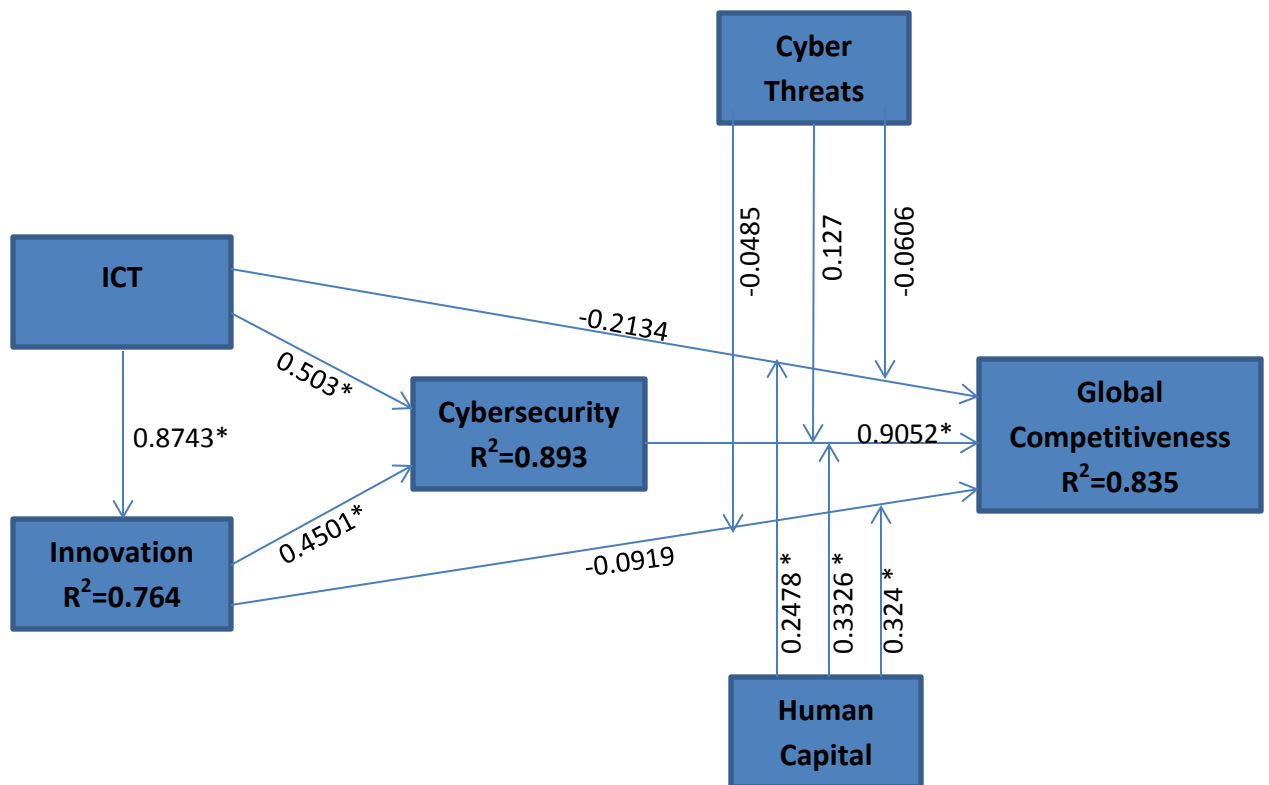 Cyber
Threats
-0.0485
0.127
-0.0606
ICT
-0.2134
0.503*
0.8743*
Cybersecurity
R²=0.893
0.9052*
Global
Competitiveness
R²=0.835
Innovation
R²=0.764
0.4501*
-0.0919
0.2478 *
0.3326 *
0.324 *
Human
Capital